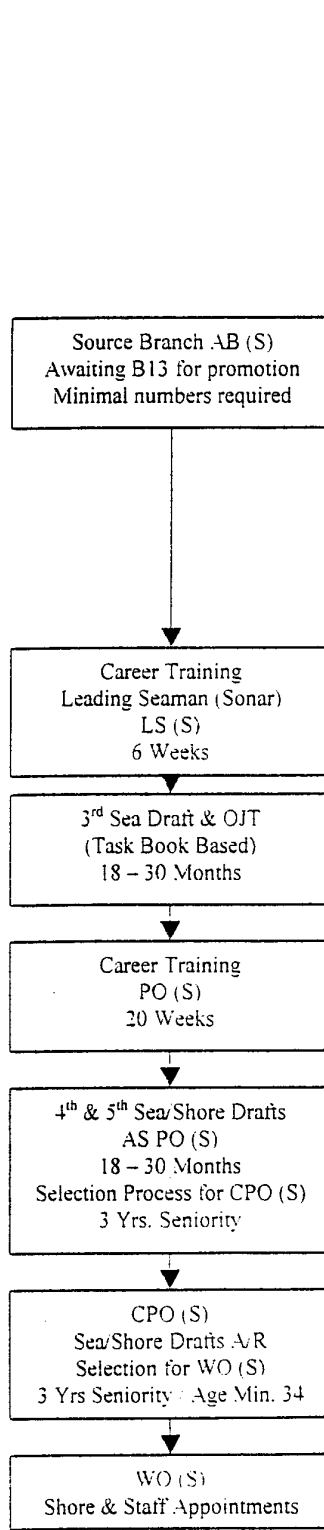 Source Branch AB (S)
Awaiting B13 for promotion
Minimal numbers required
Career Training
Leading Seaman (Sonar)
LS (S)
6 Weeks
3rd Sea Draft & OJT
(Task Book Based)
18 – 30 Months
Career Training
PO (S)
20 Weeks
4th & 5th Sea/Shore Drafts
AS PO (S)
18 – 30 Months
Selection Process for CPO (S)
3 Yrs. Seniority
CPO (S)
Sea/Shore Drafts A/R
Selection for WO (S)
3 Yrs Seniority / Age Min. 34
WO (S)
Shore & Staff Appointments